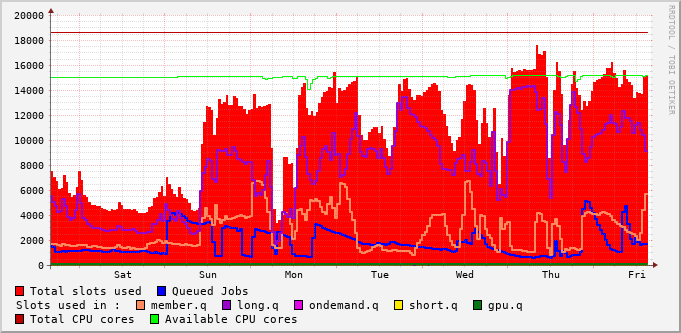 20000
18000
16000
14000
12000
10000
8000
6000
4000
2000
0
Sat Sun Mon Tue Wed Thu Fri
RRDTOOL / TOBI OETIKER
Total slots used Queued Jobs
Slots used in : member.q long.q ondemand.q short.q gpu.q
Total CPU cores Available CPU cores